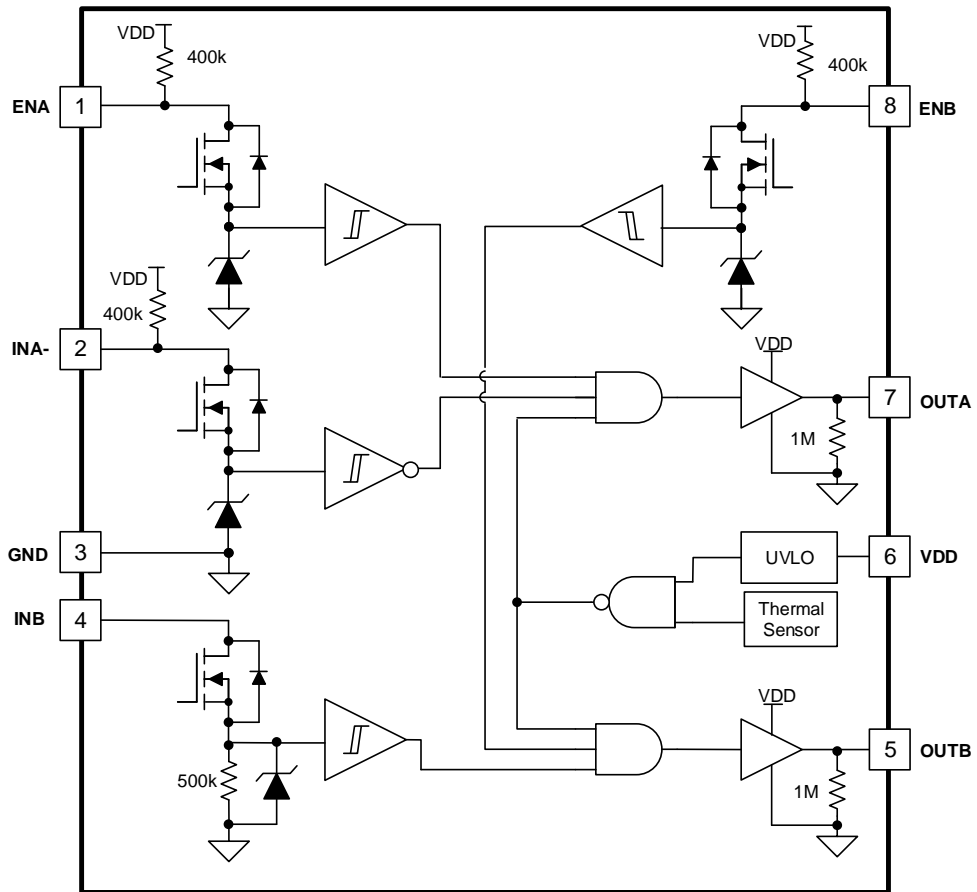 VDD
400k
ENA
1
VDD
400k
8
ENB
VDD
400k
INA-
2
VDD
7
OUTA
1M
GND
3
UVLO
6
VDD
INB
4
Thermal
Sensor
VDD
500k
5
OUTB
1M